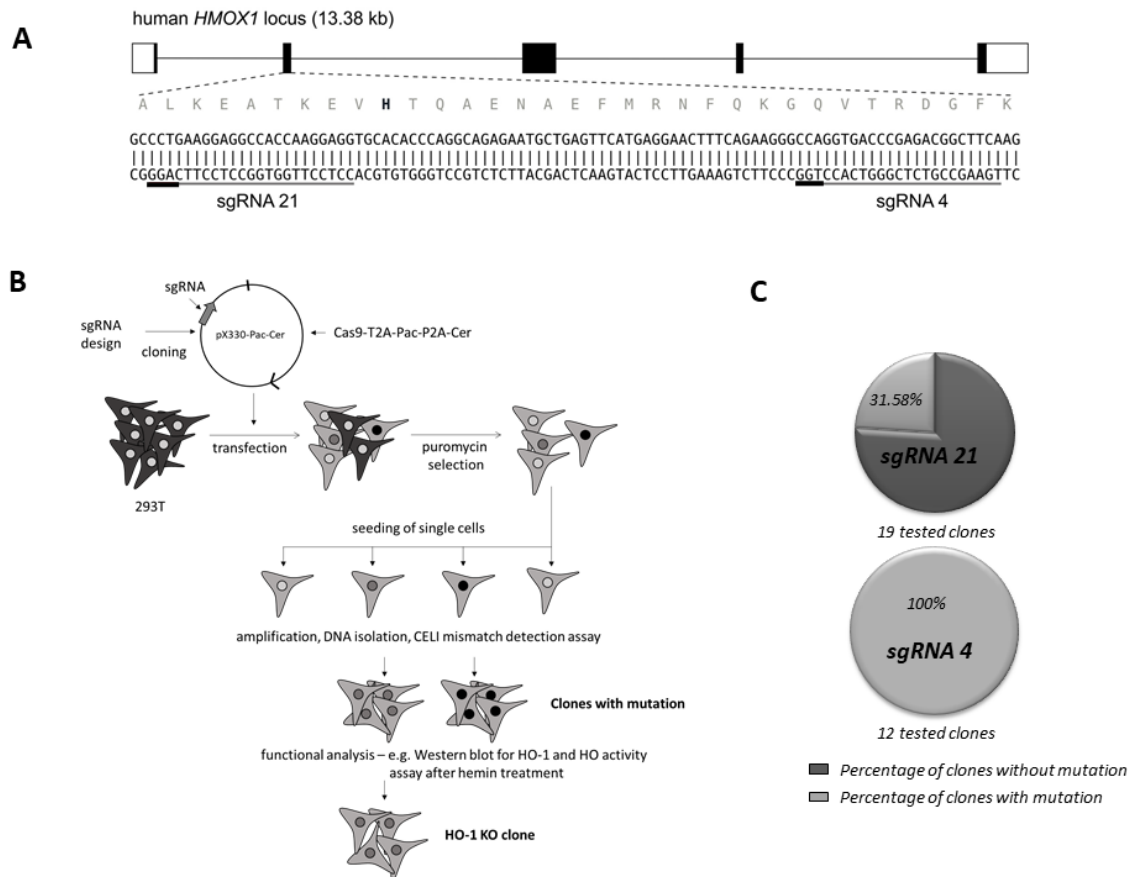 A
human HMOX1 locus (13.38 kb)
A L K E A T K E V H T Q A E N A E F M R N F Q K G Q V T R D G F K
GCCCTGAAGGAGGCCACCAAGGAGGTGCACACCCAGGCAGAGAATGCTGAGTTCATGAGGAACTTTCAGAAGGGCCAGGTGACCCGAGACGGCTTCAAG
CGGGACTTCCTCCGGTGGTTCCTCCACGTGTGGGTCCGTCTCTTACGACTCAAGTACTCCTTGAAAGTCTTCCCGGTCCACTGGGCTCTGCCGAAGTTC
sgRNA 21
sgRNA 4
B
sgRNA
sgRNA
design
cloning
pX330-Pac-Cer
Cas9-T2A-Pac-P2A-Cer
transfection
puromycin
selection
293T
seeding of single cells
amplification, DNA isolation, CELI mismatch detection assay
Clones with mutation
functional analysis – e.g. Western blot for HO-1 and HO activity
assay after hemin treatment
HO-1 KO clone
C
31.58%
sgRNA 21
19 tested clones
100%
sgRNA 4
12 tested clones
Percentage of clones without mutation
Percentage of clones with mutation